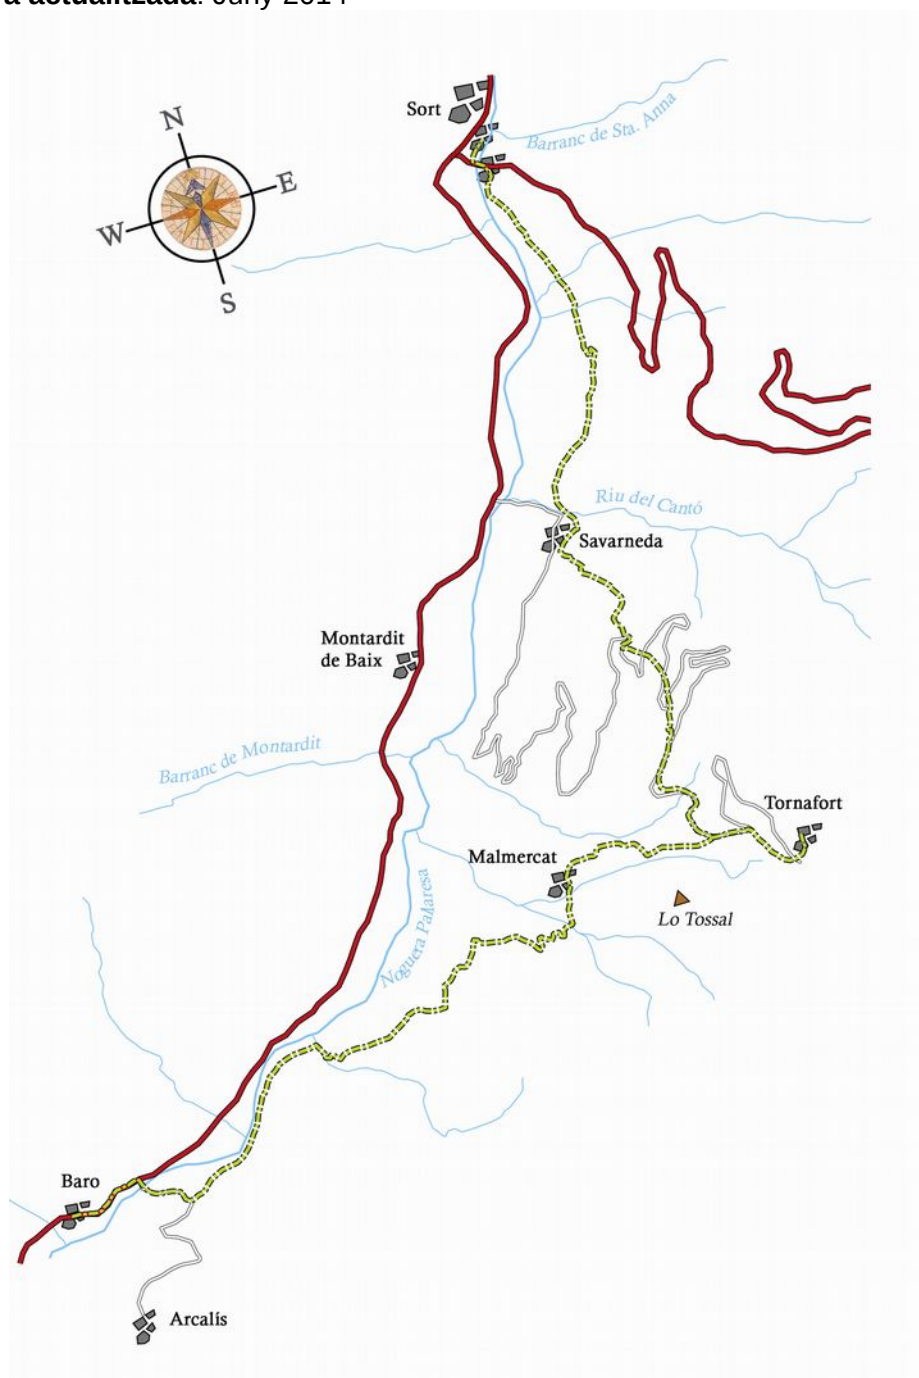 a actualitzada: Juny 2014
Sort
Barranc de Sta. Anna
N
E
W
S
Riu del Cantó
Savarneda
Montardit
de Baix
Barranc de Montardit
Tornafort
Malmercat
Noguera Pallaresa
Lo Tossal
Baro
Arcalís